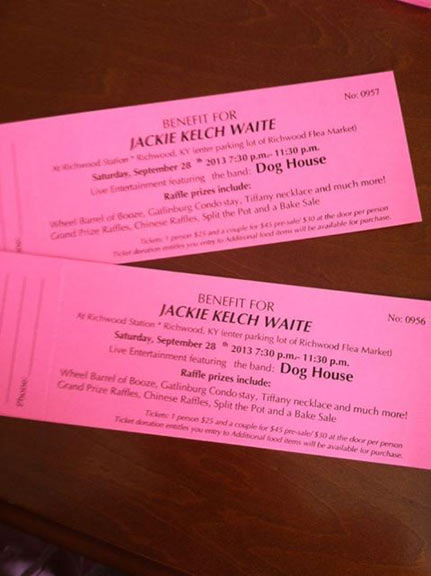 No: 0957
BENEFIT FOR
JACKIE KELCH WAITE
At Richwood Station * Richwood, KY (enter parking lot of Richwood Flea Market)
Saturday, September 28 th 2013 7:30 p.m.- 11:30 p.m.
Live Entertainment featuring the band: Dog House
Raffle prizes include:
Wheel Barrel of Booze, Gatlinburg Condo stay, Tiffany necklace and much more!
Grand Prize Raffles, Chinese Raffles, Split the Pot and a Bake Sale
Tickets: 1 person $25 and a couple for $45 pre-sale/ $30 at the door per person
Ticket donation entitles you entry to Additional food items will be available for purchase.
No: 0956
BENEFIT FOR
JACKIE KELCH WAITE
At Richwood Station * Richwood, KY (enter parking lot of Richwood Flea Market)
Saturday, September 28 th 2013 7:30 p.m.- 11:30 p.m.
Live Entertainment featuring the band: Dog House
Raffle prizes include:
Wheel Barrel of Booze, Gatlinburg Condo stay, Tiffany necklace and much more!
Grand Prize Raffles, Chinese Raffles, Split the Pot and a Bake Sale
Tickets: 1 person $25 and a couple for $45 pre-sale/ $30 at the door per person
Ticket donation entitles you entry to Additional food items will be available for purchase.
Phone: